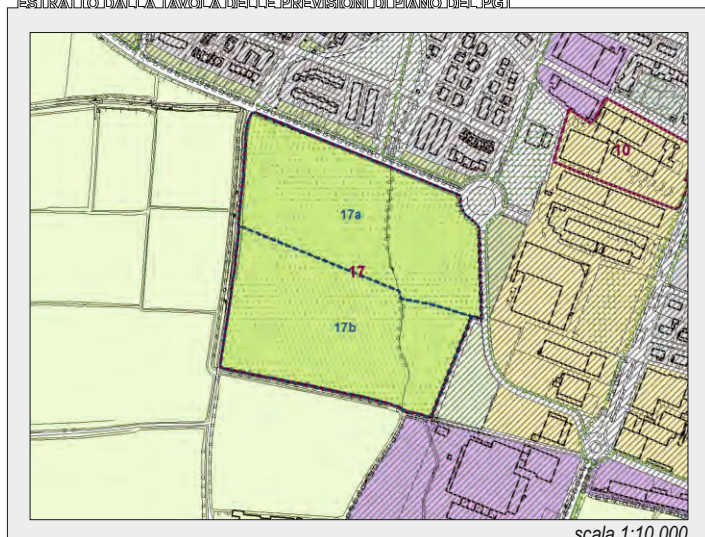 ESTRATTO DALLA TAVOLA DELLE PREVISIONI DI PIANO DEL PGT
10
17a
17
17b
scala 1:10.000